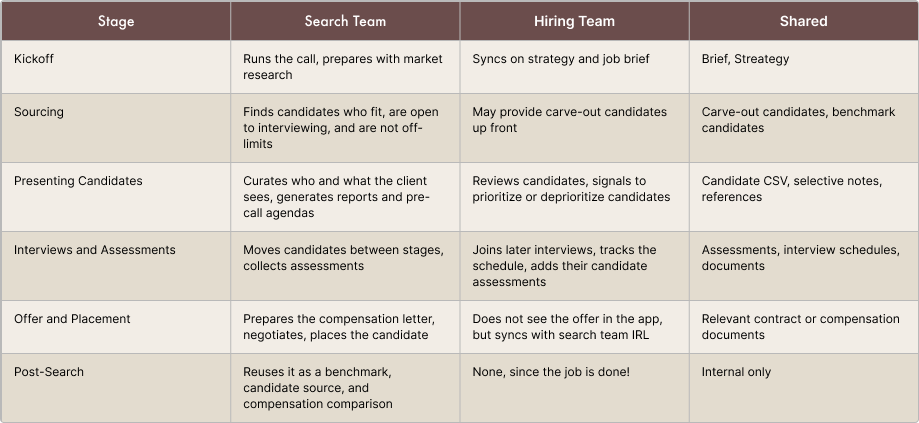 Stage Search Team Hiring Team Shared
Kickoff
Runs the call, prepares with market
research
Syncs on strategy and job brief
Brief, Streategy
Sourcing
Finds candidates who fit, are open
to interviewing, and are not off-
limits
May provide carve-out candidates
up front
Carve-out candidates, benchmark
candidates
Presenting Candidates
Curates who and what the client
sees, generates reports and pre-
call agendas
Reviews candidates, signals to
prioritize or deprioritize candidates
Candidate CSV, selective notes,
references
Interviews and Assessments
Moves candidates between stages,
collects assessments
Joins later interviews, tracks the
schedule, adds their candidate
assessments
Assessments, interview schedules,
documents
Offer and Placement
Prepares the compensation letter,
negotiates, places the candidate
Does not see the offer in the app,
but syncs with search team IRL
Relevant contract or compensation
documents
Post-Search
Reuses it as a benchmark,
candidate source, and
compensation comparison
None, since the job is done!
Internal only